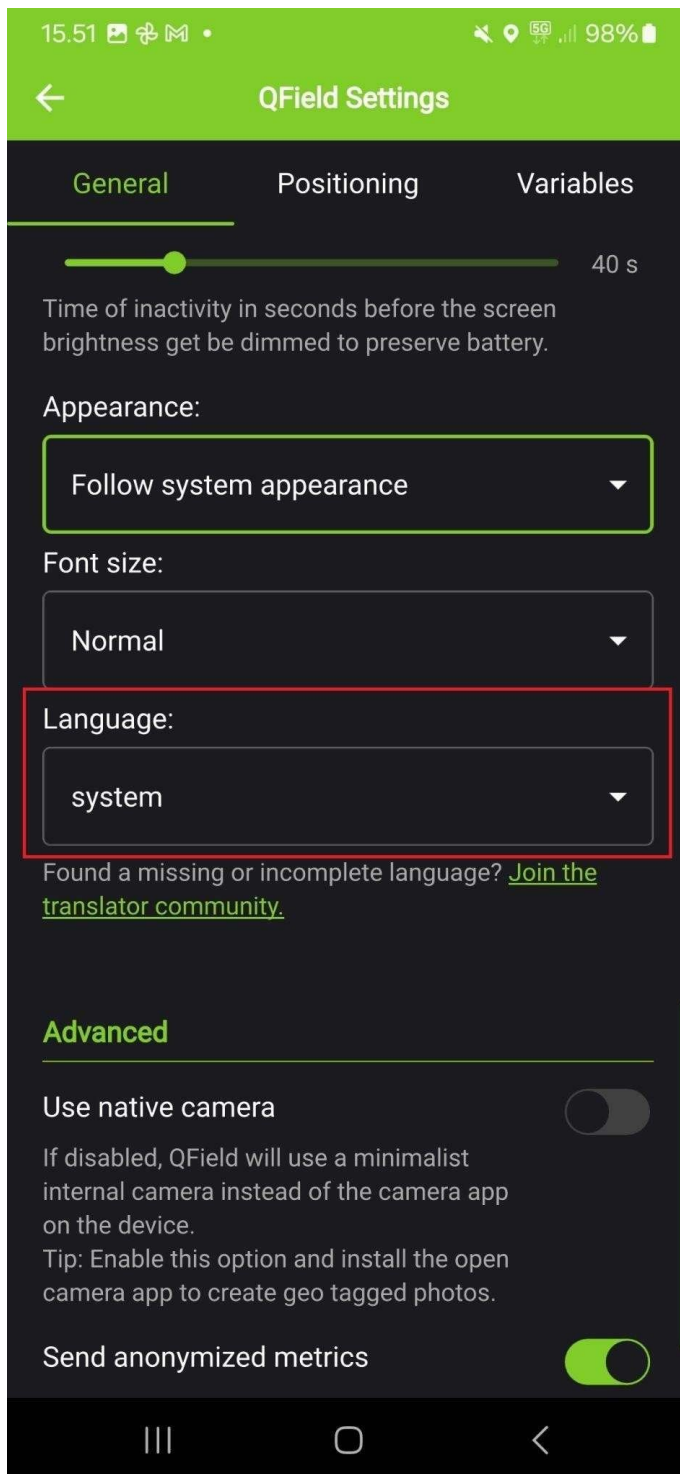 15.51
5G
98%
QField Settings
General Positioning Variables
40 s
Time of inactivity in seconds before the screen
brightness get be dimmed to preserve battery.
Appearance:
Follow system appearance
Font size:
Normal
Language:
system
Found a missing or incomplete language? Join the
translator community.
Advanced
Use native camera
If disabled, QField will use a minimalist
internal camera instead of the camera app
on the device.
Tip: Enable this option and install the open
camera app to create geo tagged photos.
Send anonymized metrics